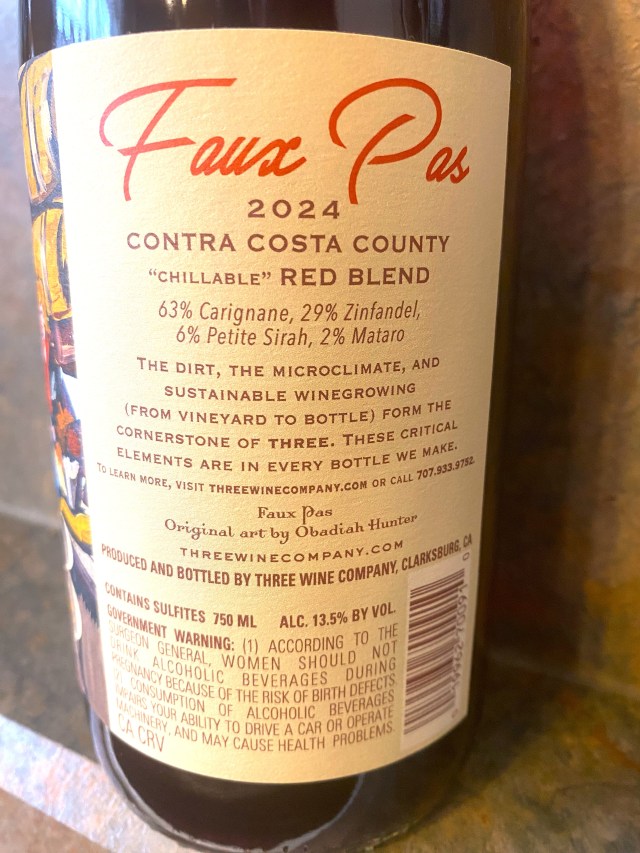 Faux Pas
2024
CONTRA COSTA COUNTY
“CHILLABLE” RED BLEND
63% Carignane, 29% Zinfandel,
6% Petite Sirah, 2% Mataro
THE DIRT, THE MICROCLIMATE, AND
SUSTAINABLE WINEGROWING
(FROM VINEYARD TO BOTTLE) FORM THE
CORNERSTONE OF THREE. THESE CRITICAL
ELEMENTS ARE IN EVERY BOTTLE WE MAKE.
TO LEARN MORE, VISIT THREEWINECOMPANY.COM OR CALL 707.933.9752.
Faux Pas
Original art by Obadiah Hunter
THREEWINECOMPANY.COM
PRODUCED AND BOTTLED BY THREE WINE COMPANY, CLARKSBURG, CA
CONTAINS SULFITES 750 ML ALC. 13.5% BY VOL.
GOVERNMENT WARNING: (1) ACCORDING TO THE
SURGEON GENERAL, WOMEN SHOULD NOT
DRINK ALCOHOLIC BEVERAGES DURING
PREGNANCY BECAUSE OF THE RISK OF BIRTH DEFECTS
CONSUMPTION OF ALCOHOLIC BEVERAGES
IMPAIRS YOUR ABILITY TO DRIVE A CAR OR OPERATE
MACHINERY, AND MAY CAUSE HEALTH PROBLEMS
CA CRV